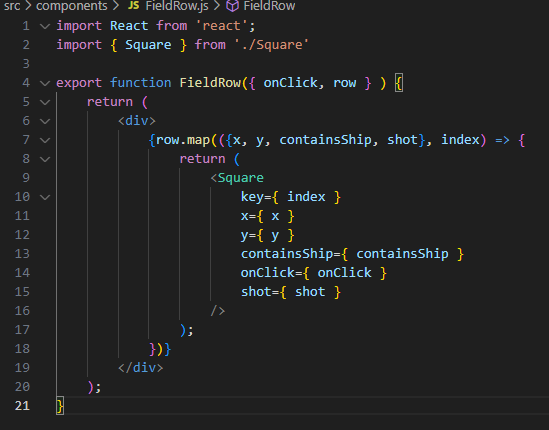 src > components > JS FieldRow.js > FieldRow
1 import React from 'react';
2 import { Square } from './Square'
3
4 export function FieldRow({ onClick, row } ) {
5     return (
6         <div>
7             {row.map(({x, y, containsShip, shot}, index) => {
8                 return (
9                     <Square
10                         key={ index }
11                         x={ x }
12                         y={ y }
13                         containsShip={ containsShip }
14                         onClick={ onClick }
15                         shot={ shot }
16                     />
17                 );
18             })}
19         </div>
20     );
21 }